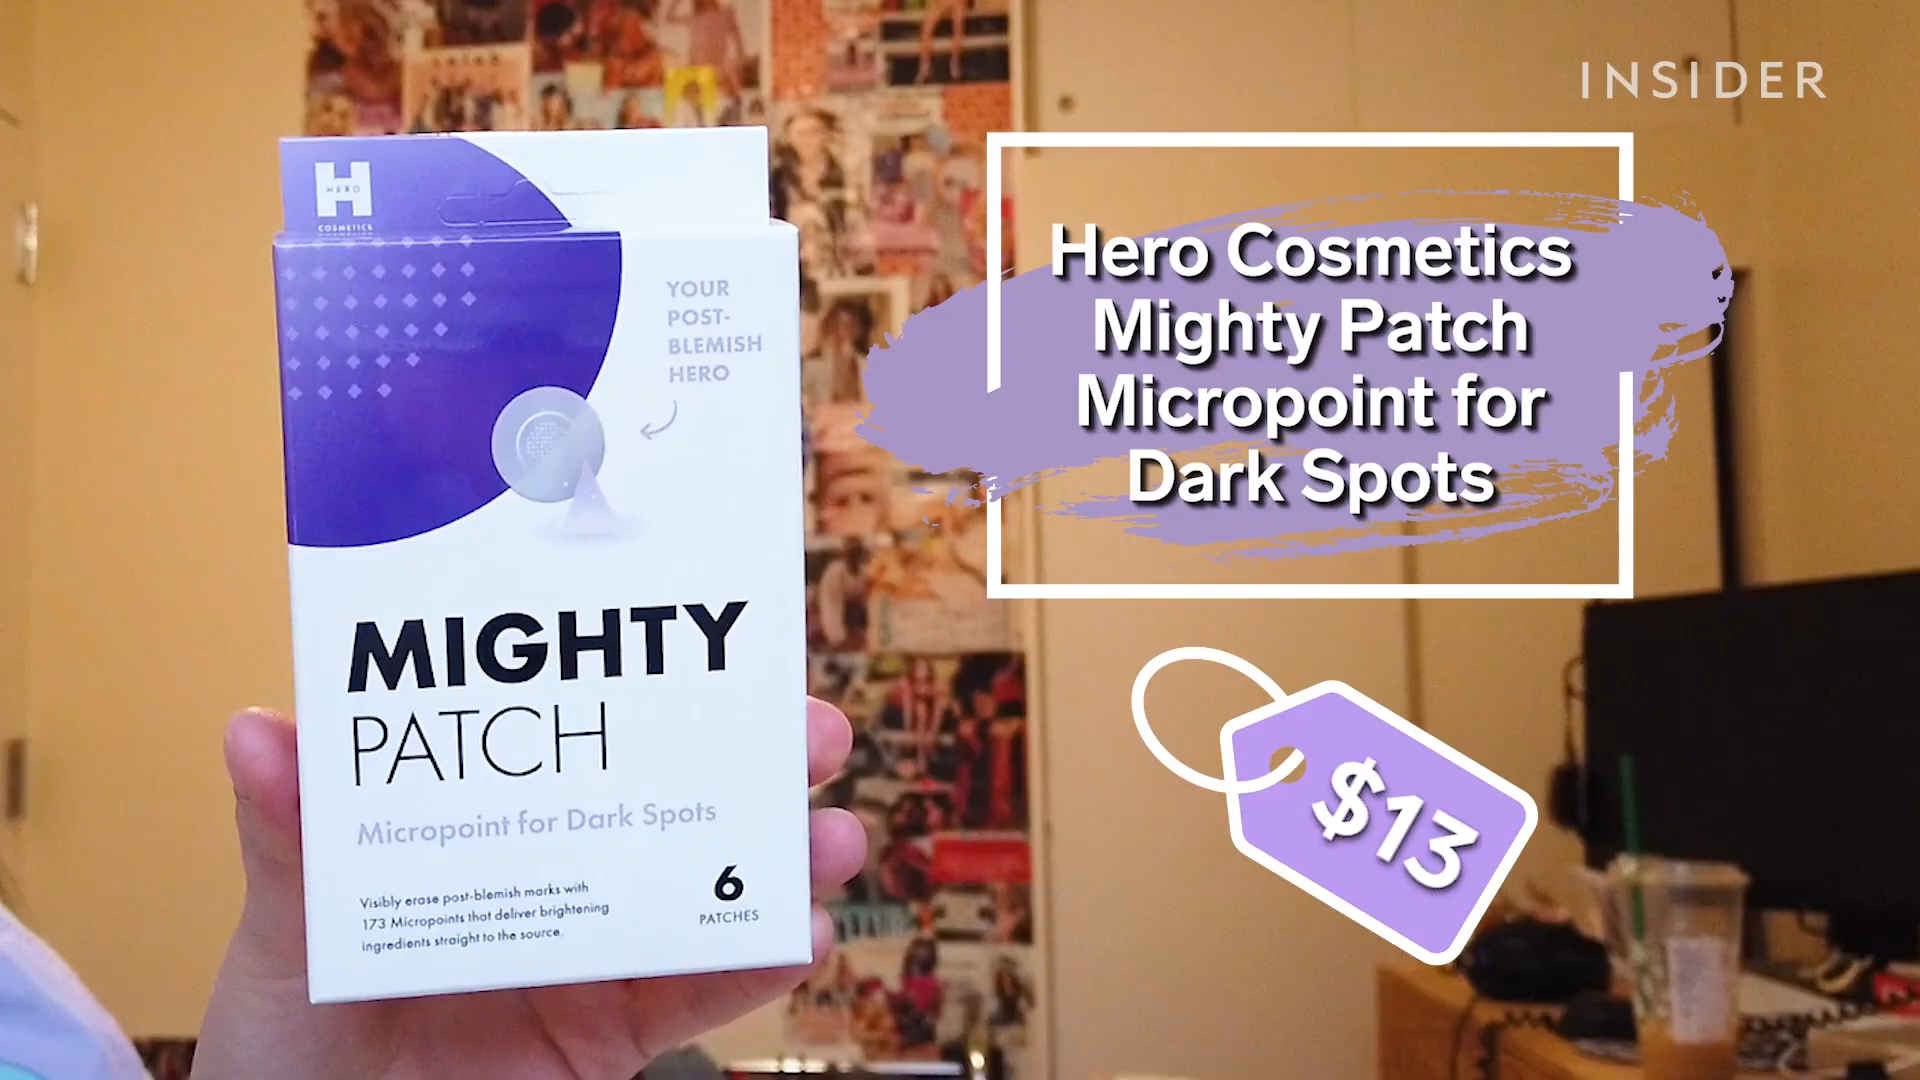 INSIDER
Hero Cosmetics
Mighty Patch
Micropoint for
Dark Spots
$13
HERO
COSMETICS
YOUR
POST-
BLEMISH
HERO
MIGHTY
PATCH
Micropoint for Dark Spots
Visibly erase post-blemish marks with
173 Micropoints that deliver brightening
ingredients straight to the source.
6
PATCHES